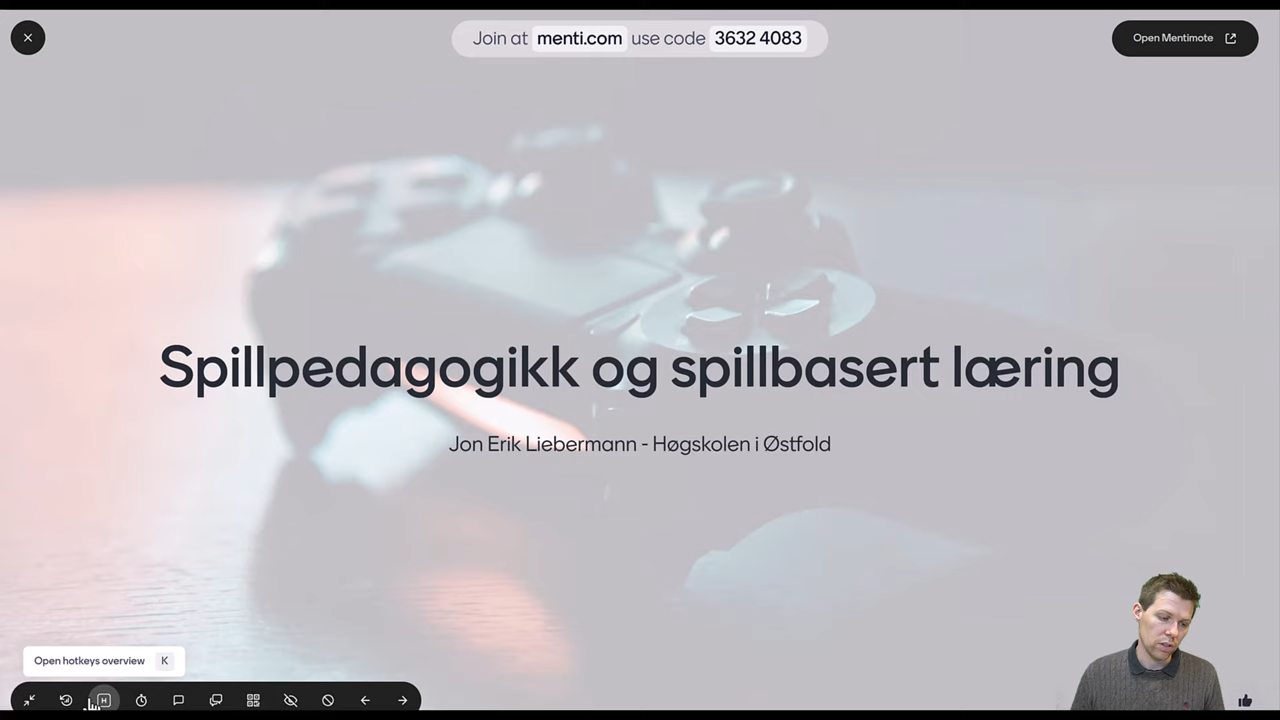 Join at menti.com use code 3632 4083
Open Mentimote
Spillpedagogikk og spillbasert læring
Jon Erik Liebermann - Høgskolen i Østfold
Open hotkeys overview K
H